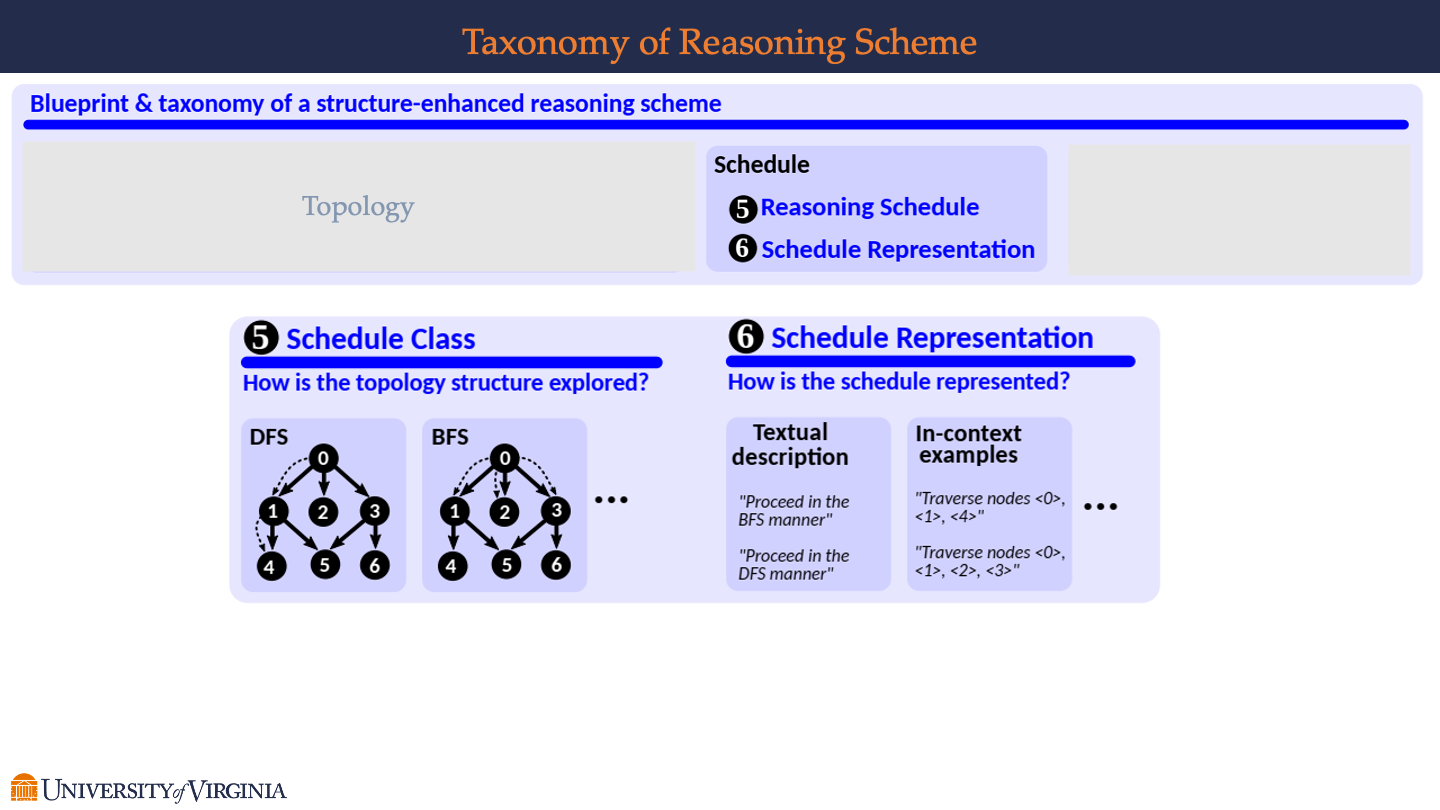 Taxonomy of Reasoning Scheme
Blueprint & taxonomy of a structure-enhanced reasoning scheme
Topology
Schedule
5 Reasoning Schedule
6 Schedule Representation
5 Schedule Class
How is the topology structure explored?
DFS
0
1 2 3
4 5 6
BFS
0
1 2 3
4 5 6
...
6 Schedule Representation
How is the schedule represented?
Textual
description
"Proceed in the
BFS manner"
"Proceed in the
DFS manner"
In-context
examples
"Traverse nodes <0>,
<1>, <4>"
"Traverse nodes <0>,
<1>, <2>, <3>"
...
UNIVERSITY of VIRGINIA